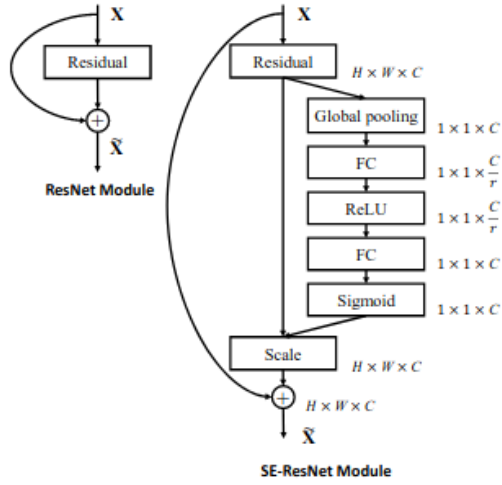 X
Residual
+
X̃
ResNet Module
X
Residual
H × W × C
Global pooling
1 × 1 × C
FC
1 × 1 × C/r
ReLU
1 × 1 × C/r
FC
1 × 1 × C
Sigmoid
1 × 1 × C
Scale
H × W × C
+
H × W × C
X̃
SE-ResNet Module